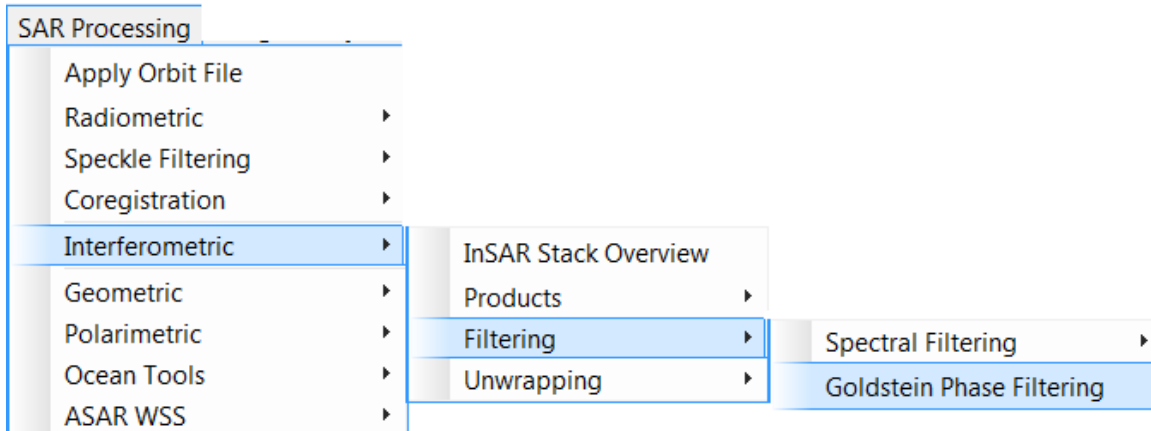 SAR Processing
Apply Orbit File
Radiometric
Speckle Filtering
Coregistration
Interferometric
Geometric
Polarimetric
Ocean Tools
ASAR WSS
InSAR Stack Overview
Products
Filtering
Unwrapping
Spectral Filtering
Goldstein Phase Filtering